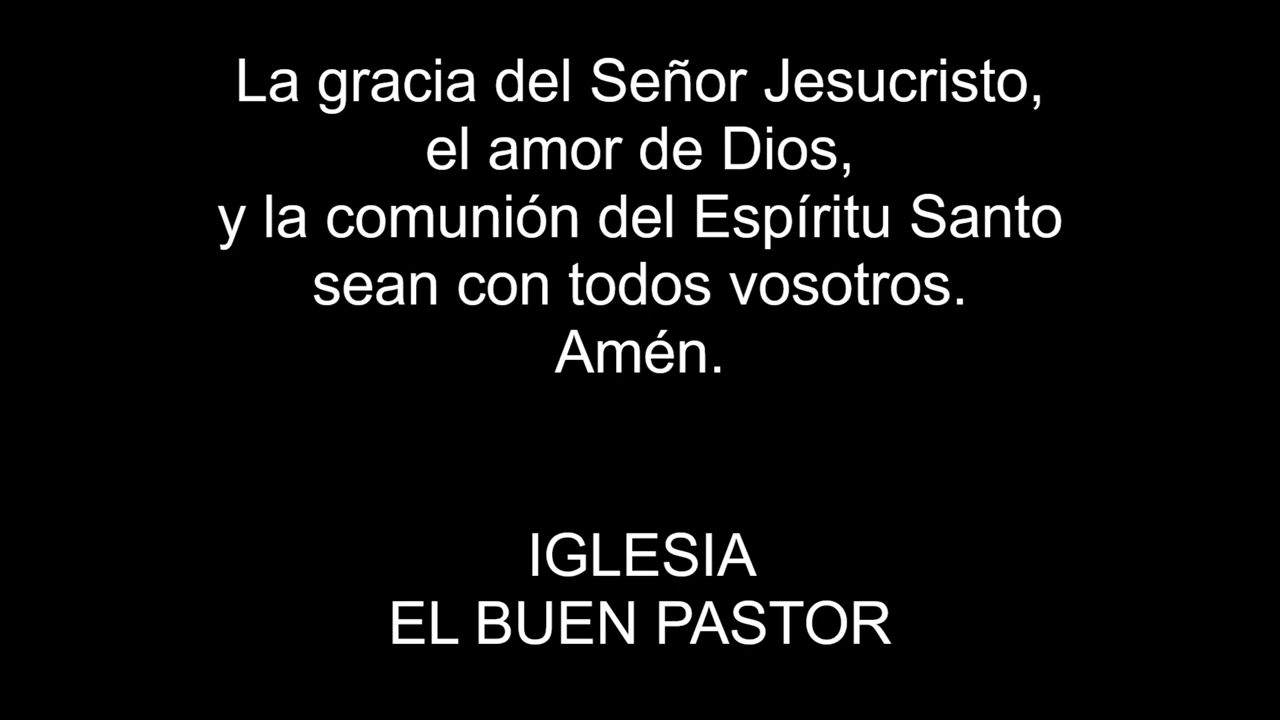 La gracia del Señor Jesucristo,
el amor de Dios,
y la comunión del Espíritu Santo
sean con todos vosotros.
Amén.
IGLESIA
EL BUEN PASTOR